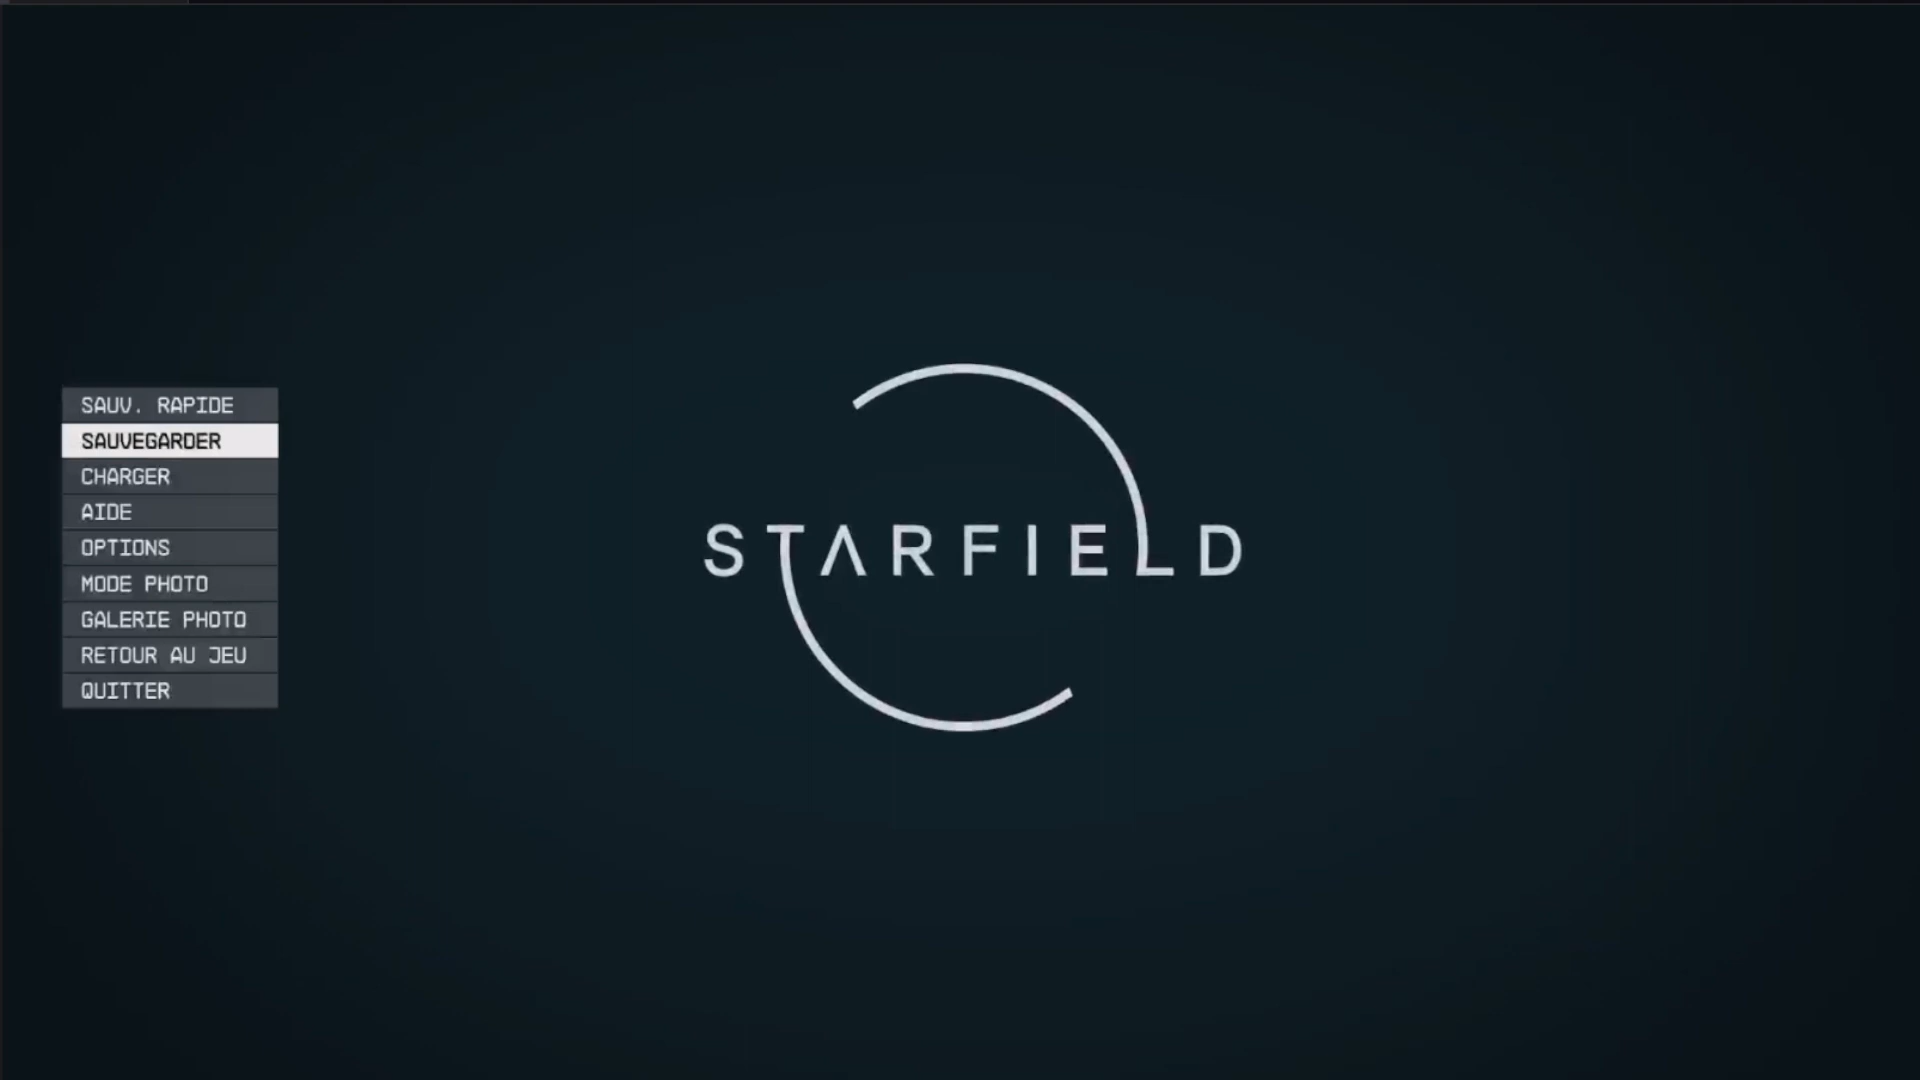 SAUV. RAPIDE
SAUVEGARDER
CHARGER
AIDE
OPTIONS
MODE PHOTO
GALERIE PHOTO
RETOUR AU JEU
QUITTER
STARFIELD